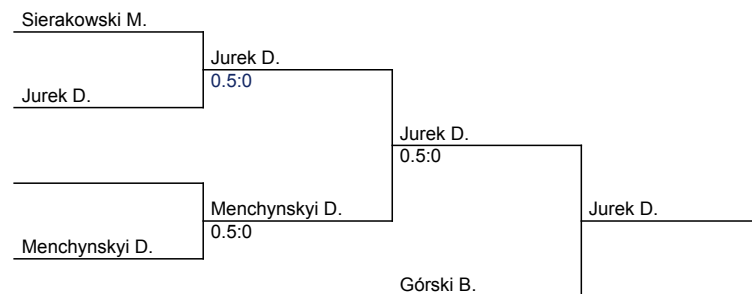 Sierakowski M.
Jurek D.
0.5:0
Jurek D.
Jurek D.
0.5:0
Menchynskyi D.
0.5:0
Jurek D.
Menchynskyi D.
Górski B.